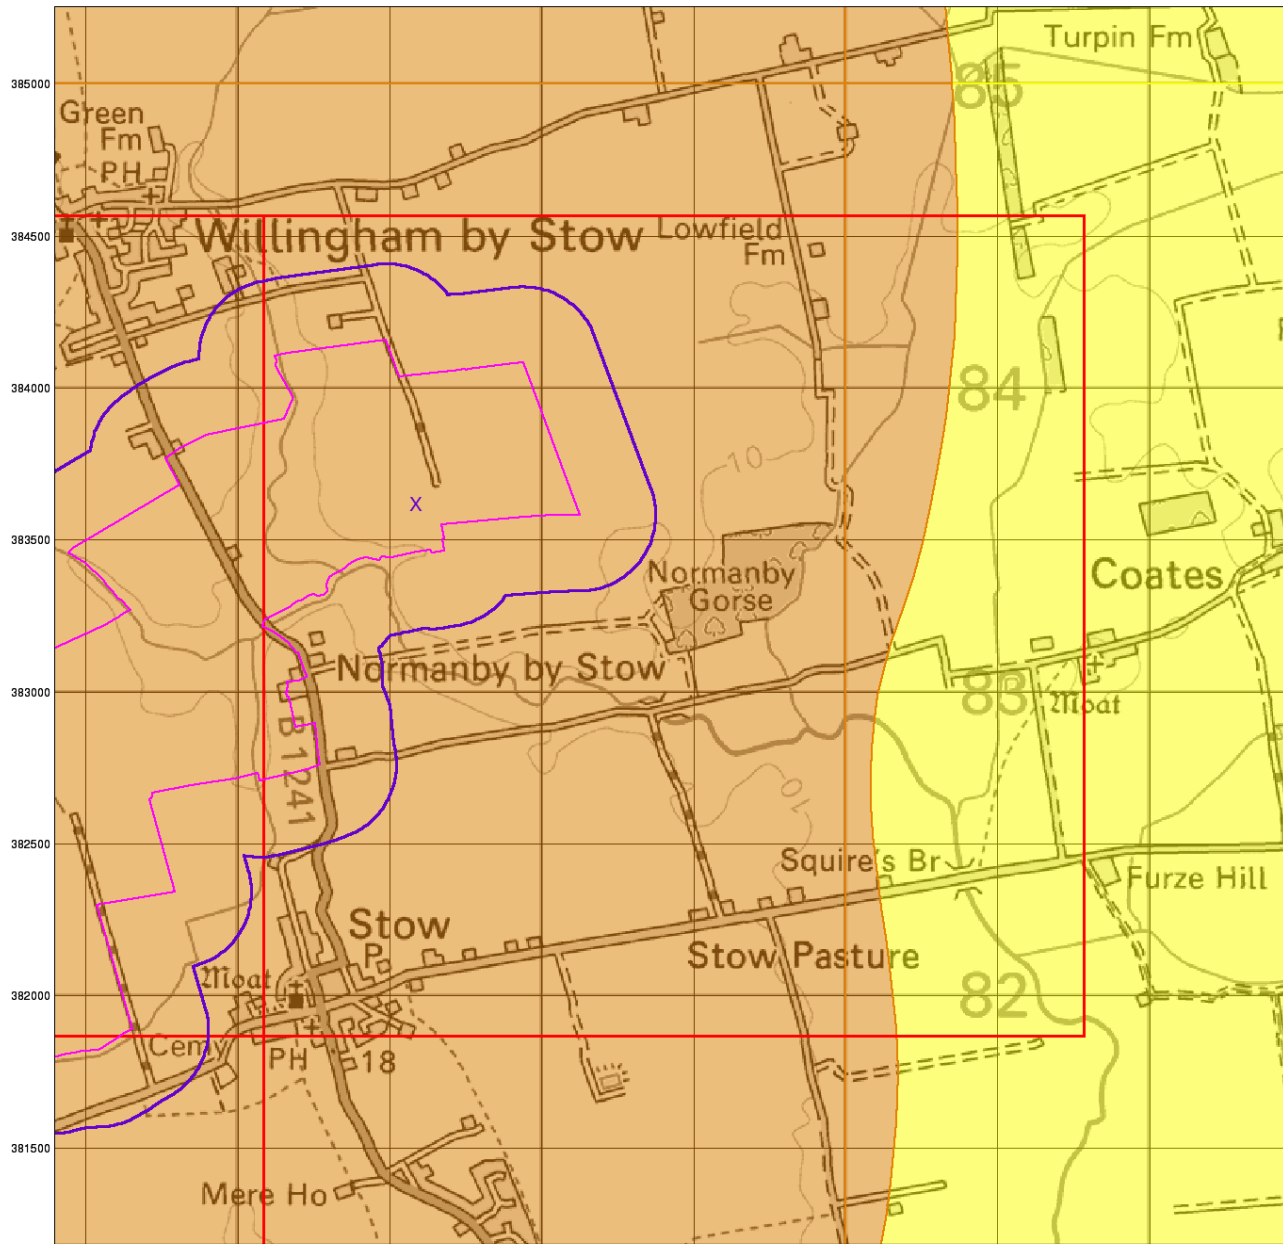 Turpin Fm
385000
85
Green
Fm
PH
Willingham by Stow
Lowfield
Fm
384500
384000
84
10
X
383500
Normanby
Gorse
Coates
Normanby by Stow
383000
83
Moat
B 1241
10
382500
Squire's Br
Furze Hill
Stow
P
Stow Pasture
Moat
382000
82
Cemy
PH
18
381500
Mere Ho